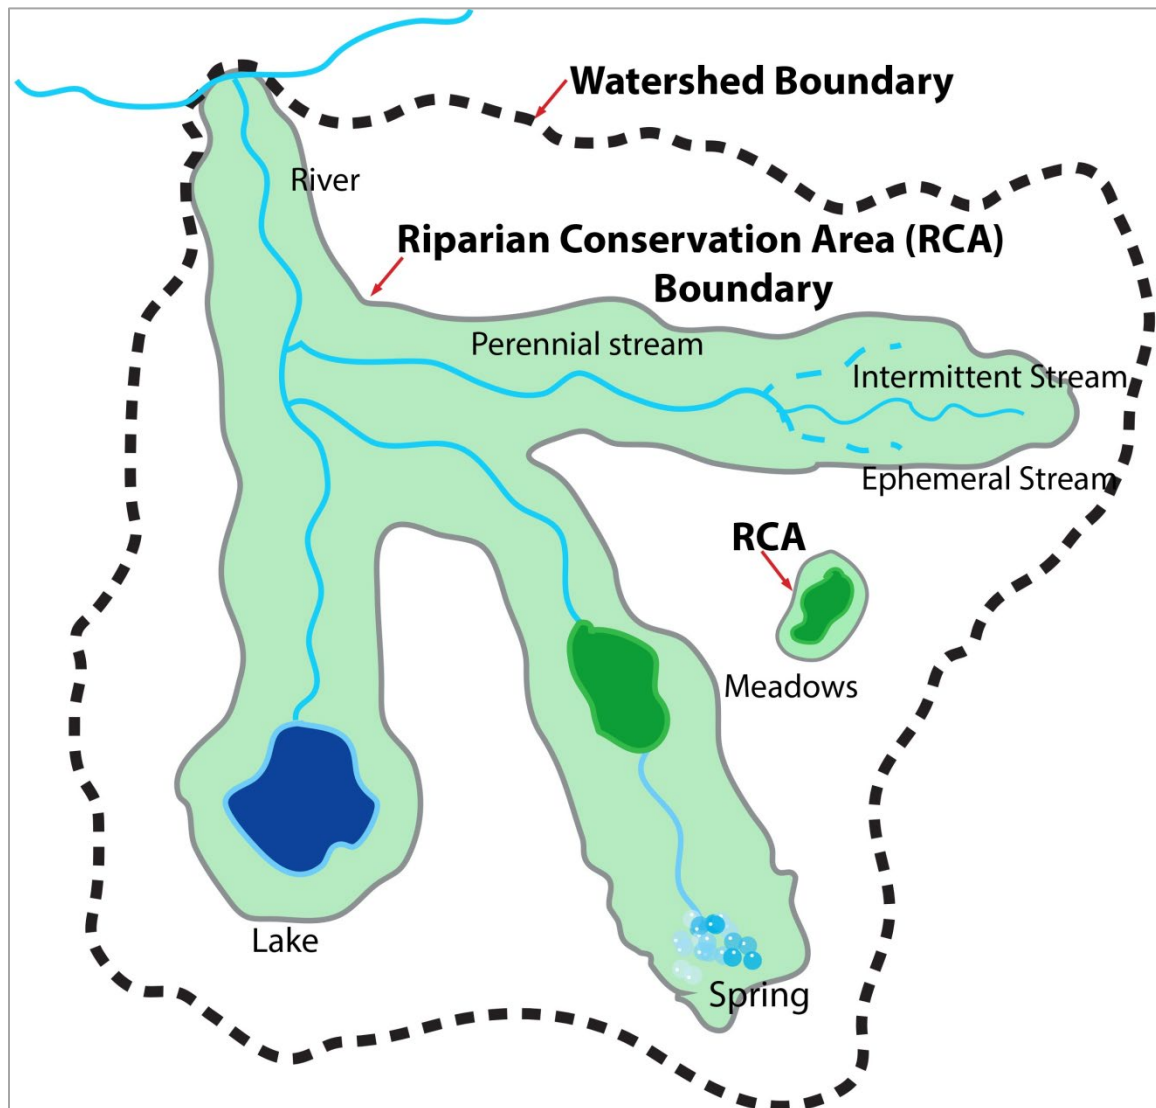 Watershed Boundary
River
Riparian Conservation Area (RCA)
Boundary
Perennial stream
Intermittent Stream
Ephemeral Stream
RCA
Meadows
Lake
Spring